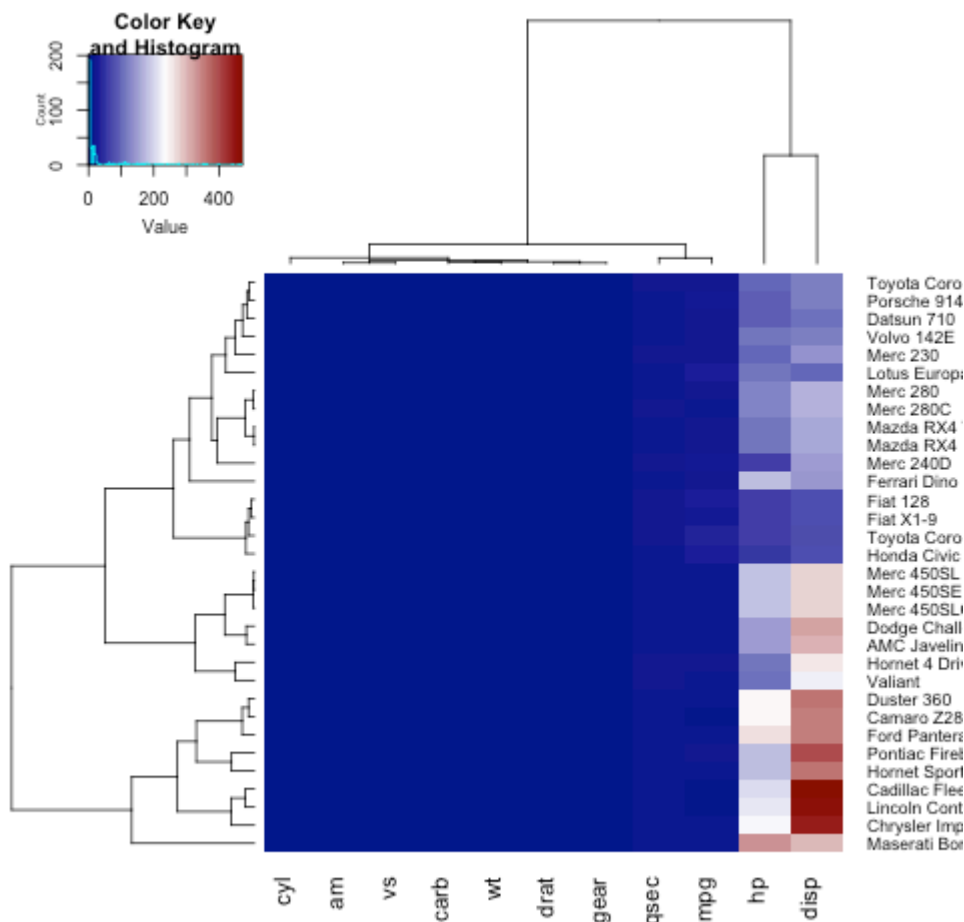 Color Key
and Histogram
Count
0 100 200
0 200 400
Value
Toyota Coro
Porsche 914
Datsun 710
Volvo 142E
Merc 230
Lotus Europa
Merc 280
Merc 280C
Mazda RX4
Mazda RX4
Merc 240D
Ferrari Dino
Fiat 128
Fiat X1-9
Toyota Coro
Honda Civic
Merc 450SL
Merc 450SE
Merc 450SL
Dodge Chall
AMC Javelin
Hornet 4 Driv
Valiant
Duster 360
Camaro Z28
Ford Pantera
Pontiac Fireb
Hornet Sport
Cadillac Flee
Lincoln Cont
Chrysler Imp
Maserati Bor
cyl am vs carb wt drat gear qsec mpg hp disp